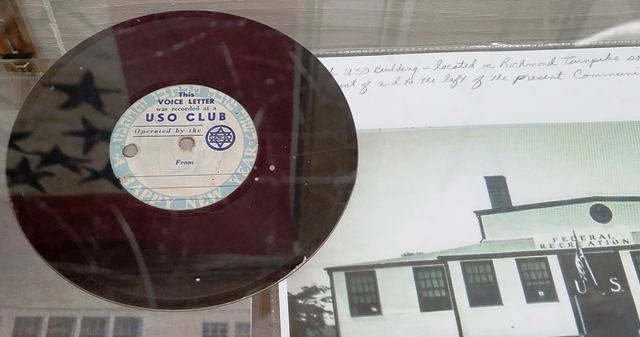 This
VOICE LETTER
was recorded at a
USO CLUB
Operated by the
From
HAPPY NEW YEAR
USO Building - located on Richmond Turnpike
of and to the left of the present
FEDERAL
RECREATION
U.S.